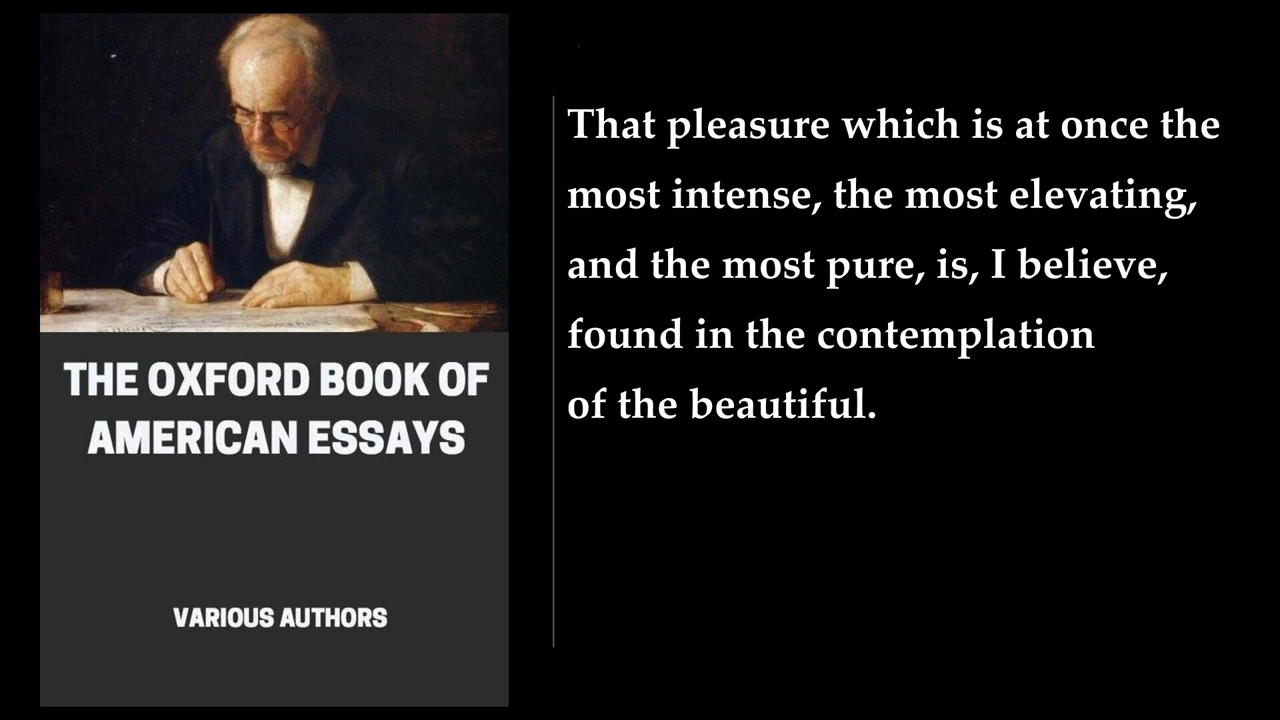 THE OXFORD BOOK OF
AMERICAN ESSAYS
VARIOUS AUTHORS
That pleasure which is at once the
most intense, the most elevating,
and the most pure, is, I believe,
found in the contemplation
of the beautiful.